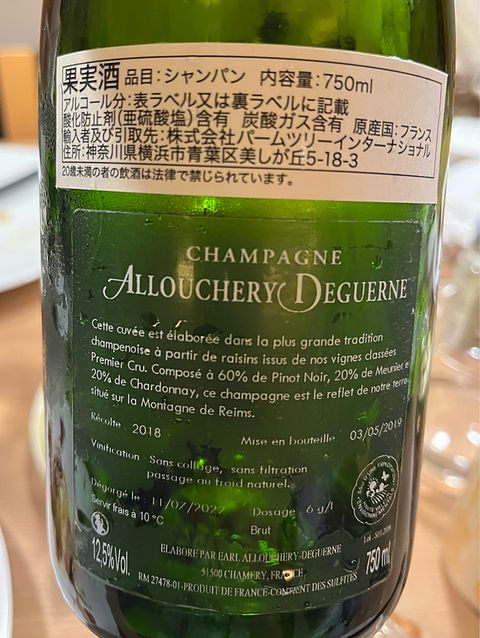 果実酒 品目:シャンパン 内容量:750ml
アルコール分:表ラベル又は裏ラベルに記載
酸化防止剤(亜硫酸塩)含有 炭酸ガス含有 原産国:フランス
輸入者及び引取先:株式会社パームツリーインターナショナル
住所:神奈川県横浜市青葉区美しが丘5-18-3
20歳未満の者の飲酒は法律で禁じられています。
CHAMPAGNE
ALLOUCHERY DEGUERNE
Cette cuvée est élaborée dans la plus grande tradition
champenoise à partir de raisins issus de nos vignes classées
Premier Cru. Composé à 60% de Pinot Noir, 20% de Meunier e
20% de Chardonnay, ce champagne est le reflet de notre terra
situé sur la Montagne de Reims.
Récolte 2018 Mise en bouteille 03/05/2019
Vinification Sans collage, sans filtration
passage au froid naturel.
Dégorgé le 11/07/2022 Dosage 6 g/l
Servir frais à 10 °C Brut
12,5% Vol. 750 ml
ELABORÉ PAR EARL ALLOUCHERY-DEGUERNE
51500 CHAMERY, FRANCE
RM 27478-01-PRODUIT DE FRANCE-CONTIENT DES SULFITES